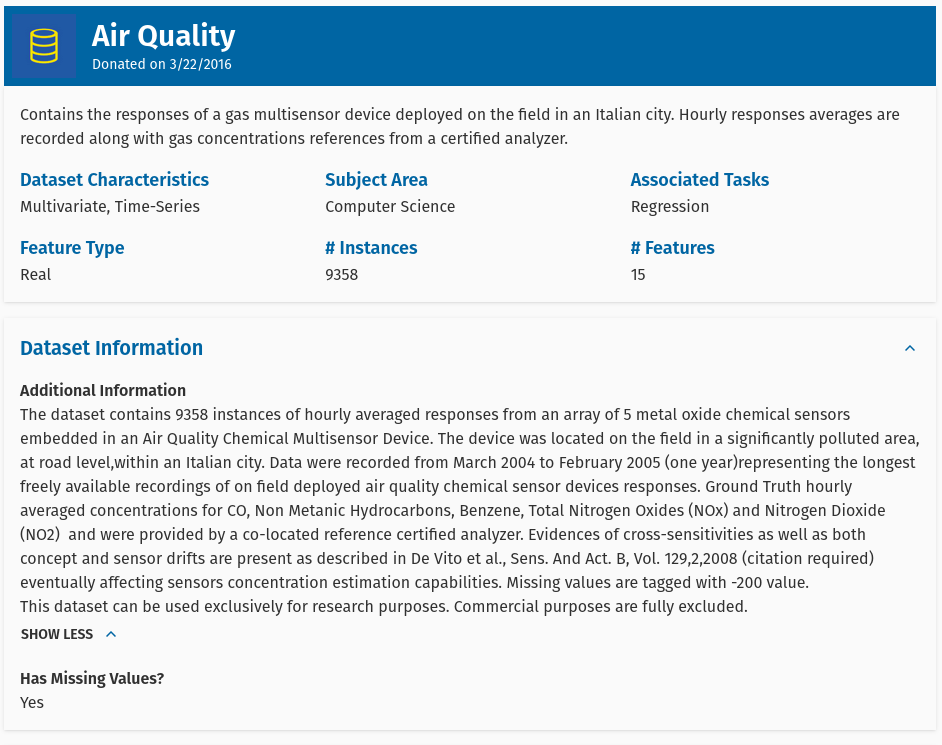 Air Quality
Donated on 3/22/2016
Contains the responses of a gas multisensor device deployed on the field in an Italian city. Hourly responses averages are
recorded along with gas concentrations references from a certified analyzer.
Dataset Characteristics
Multivariate, Time-Series
Subject Area
Computer Science
Associated Tasks
Regression
Feature Type
Real
# Instances
9358
# Features
15
Dataset Information
Additional Information
The dataset contains 9358 instances of hourly averaged responses from an array of 5 metal oxide chemical sensors
embedded in an Air Quality Chemical Multisensor Device. The device was located on the field in a significantly polluted area,
at road level,within an Italian city. Data were recorded from March 2004 to February 2005 (one year)representing the longest
freely available recordings of on field deployed air quality chemical sensor devices responses. Ground Truth hourly
averaged concentrations for CO, Non Metanic Hydrocarbons, Benzene, Total Nitrogen Oxides (NOx) and Nitrogen Dioxide
(NO2)  and were provided by a co-located reference certified analyzer. Evidences of cross-sensitivities as well as both
concept and sensor drifts are present as described in De Vito et al., Sens. And Act. B, Vol. 129,2,2008 (citation required)
eventually affecting sensors concentration estimation capabilities. Missing values are tagged with -200 value.
This dataset can be used exclusively for research purposes. Commercial purposes are fully excluded.
SHOW LESS
Has Missing Values?
Yes